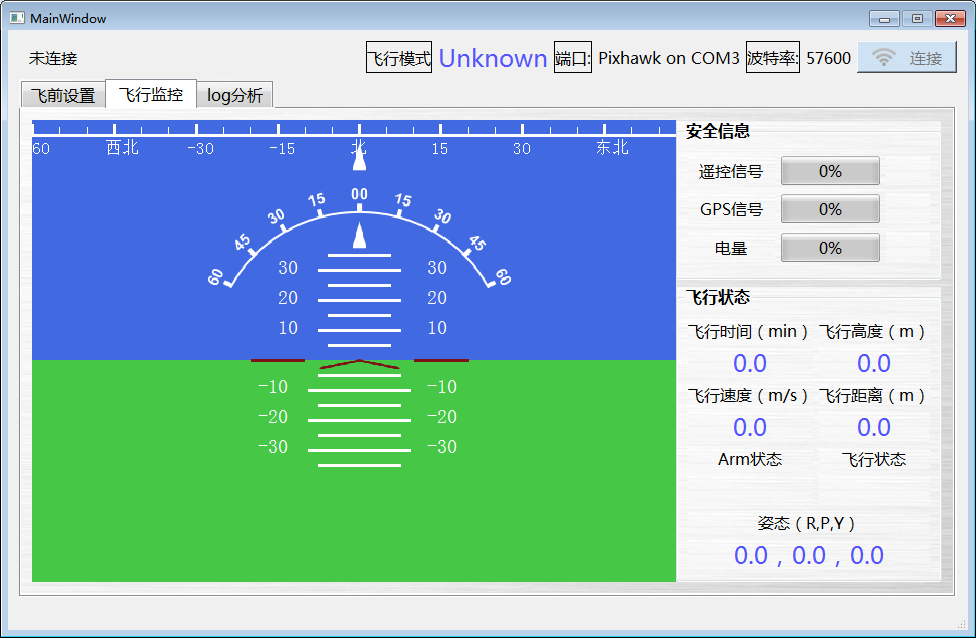 MainWindow
未连接 飞行模式 Unknown 端口: Pixhawk on COM3 波特率: 57600 连接
飞前设置 飞行监控 log分析
60 西北 -30 -15 北 15 30 东北
60 45 30 15 00 15 30 45 60
30 30
20 20
10 10
-10 -10
-20 -20
-30 -30
安全信息
遥控信号 0%
GPS信号 0%
电量 0%
飞行状态
飞行时间（min） 飞行高度（m）
0.0 0.0
飞行速度（m/s） 飞行距离（m）
0.0 0.0
Arm状态 飞行状态
姿态（R,P,Y）
0.0 , 0.0 , 0.0